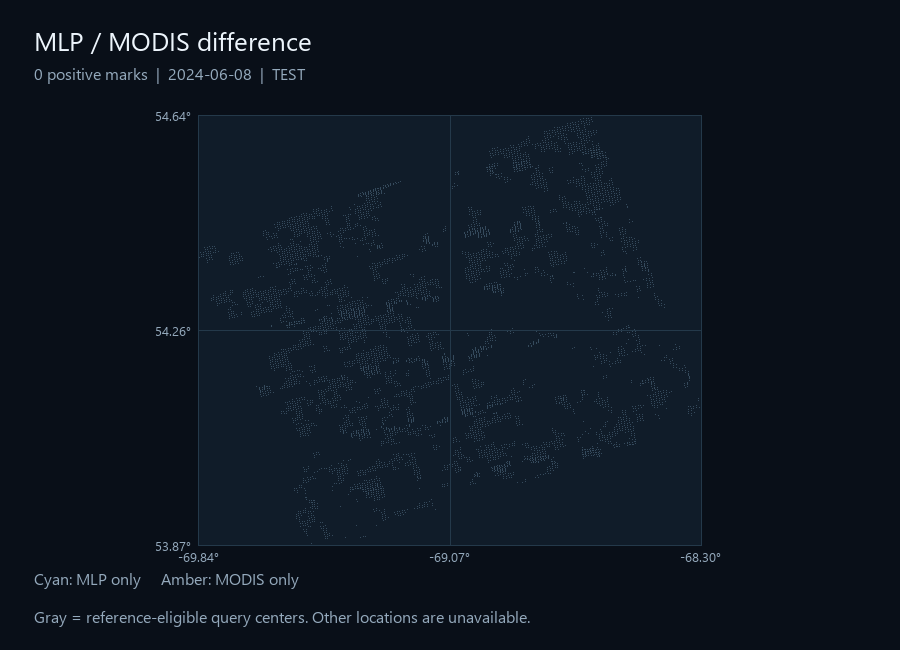 MLP / MODIS difference
0 positive marks | 2024-06-08 | TEST
54.64°
54.26°
53.87°
-69.84° -69.07° -68.30°
Cyan: MLP only Amber: MODIS only
Gray = reference-eligible query centers. Other locations are unavailable.